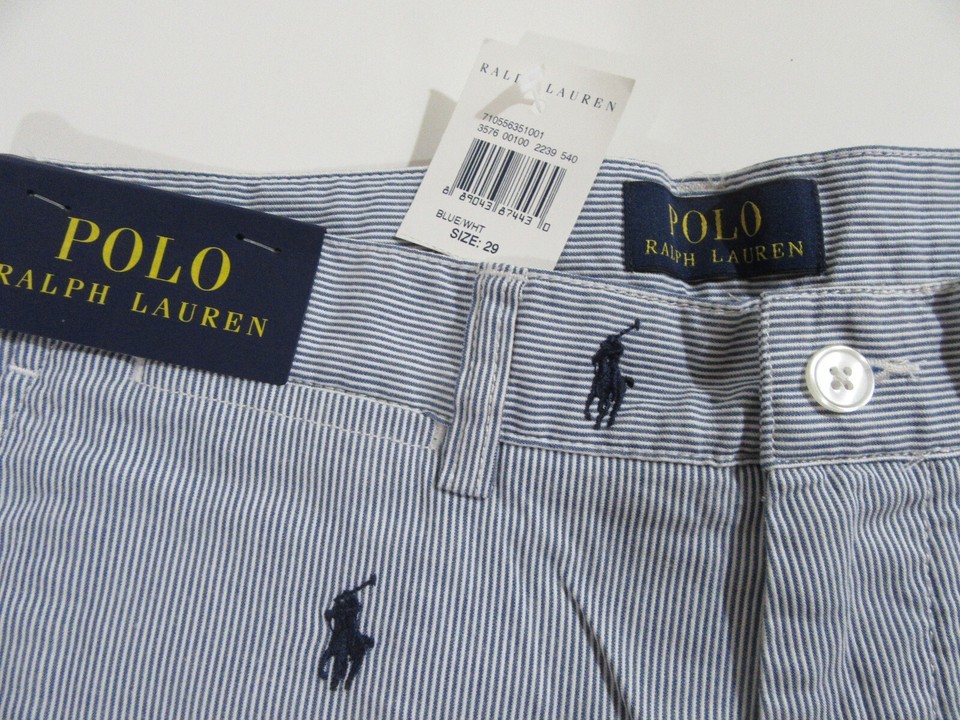 RALPH LAUREN
710556351001
3576 00100 2239 540
8 89043 87443 0
BLUE/WHT
SIZE: 29
POLO
RALPH LAUREN
POLO
RALPH LAUREN